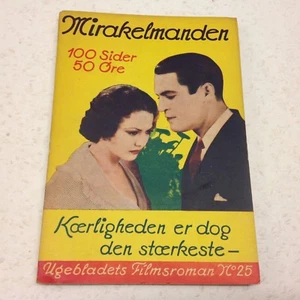 Mirakelmanden
100 Sider
50 Øre
Kærligheden er dog
den stærkeste—
Ugebladets Filmsroman No 25